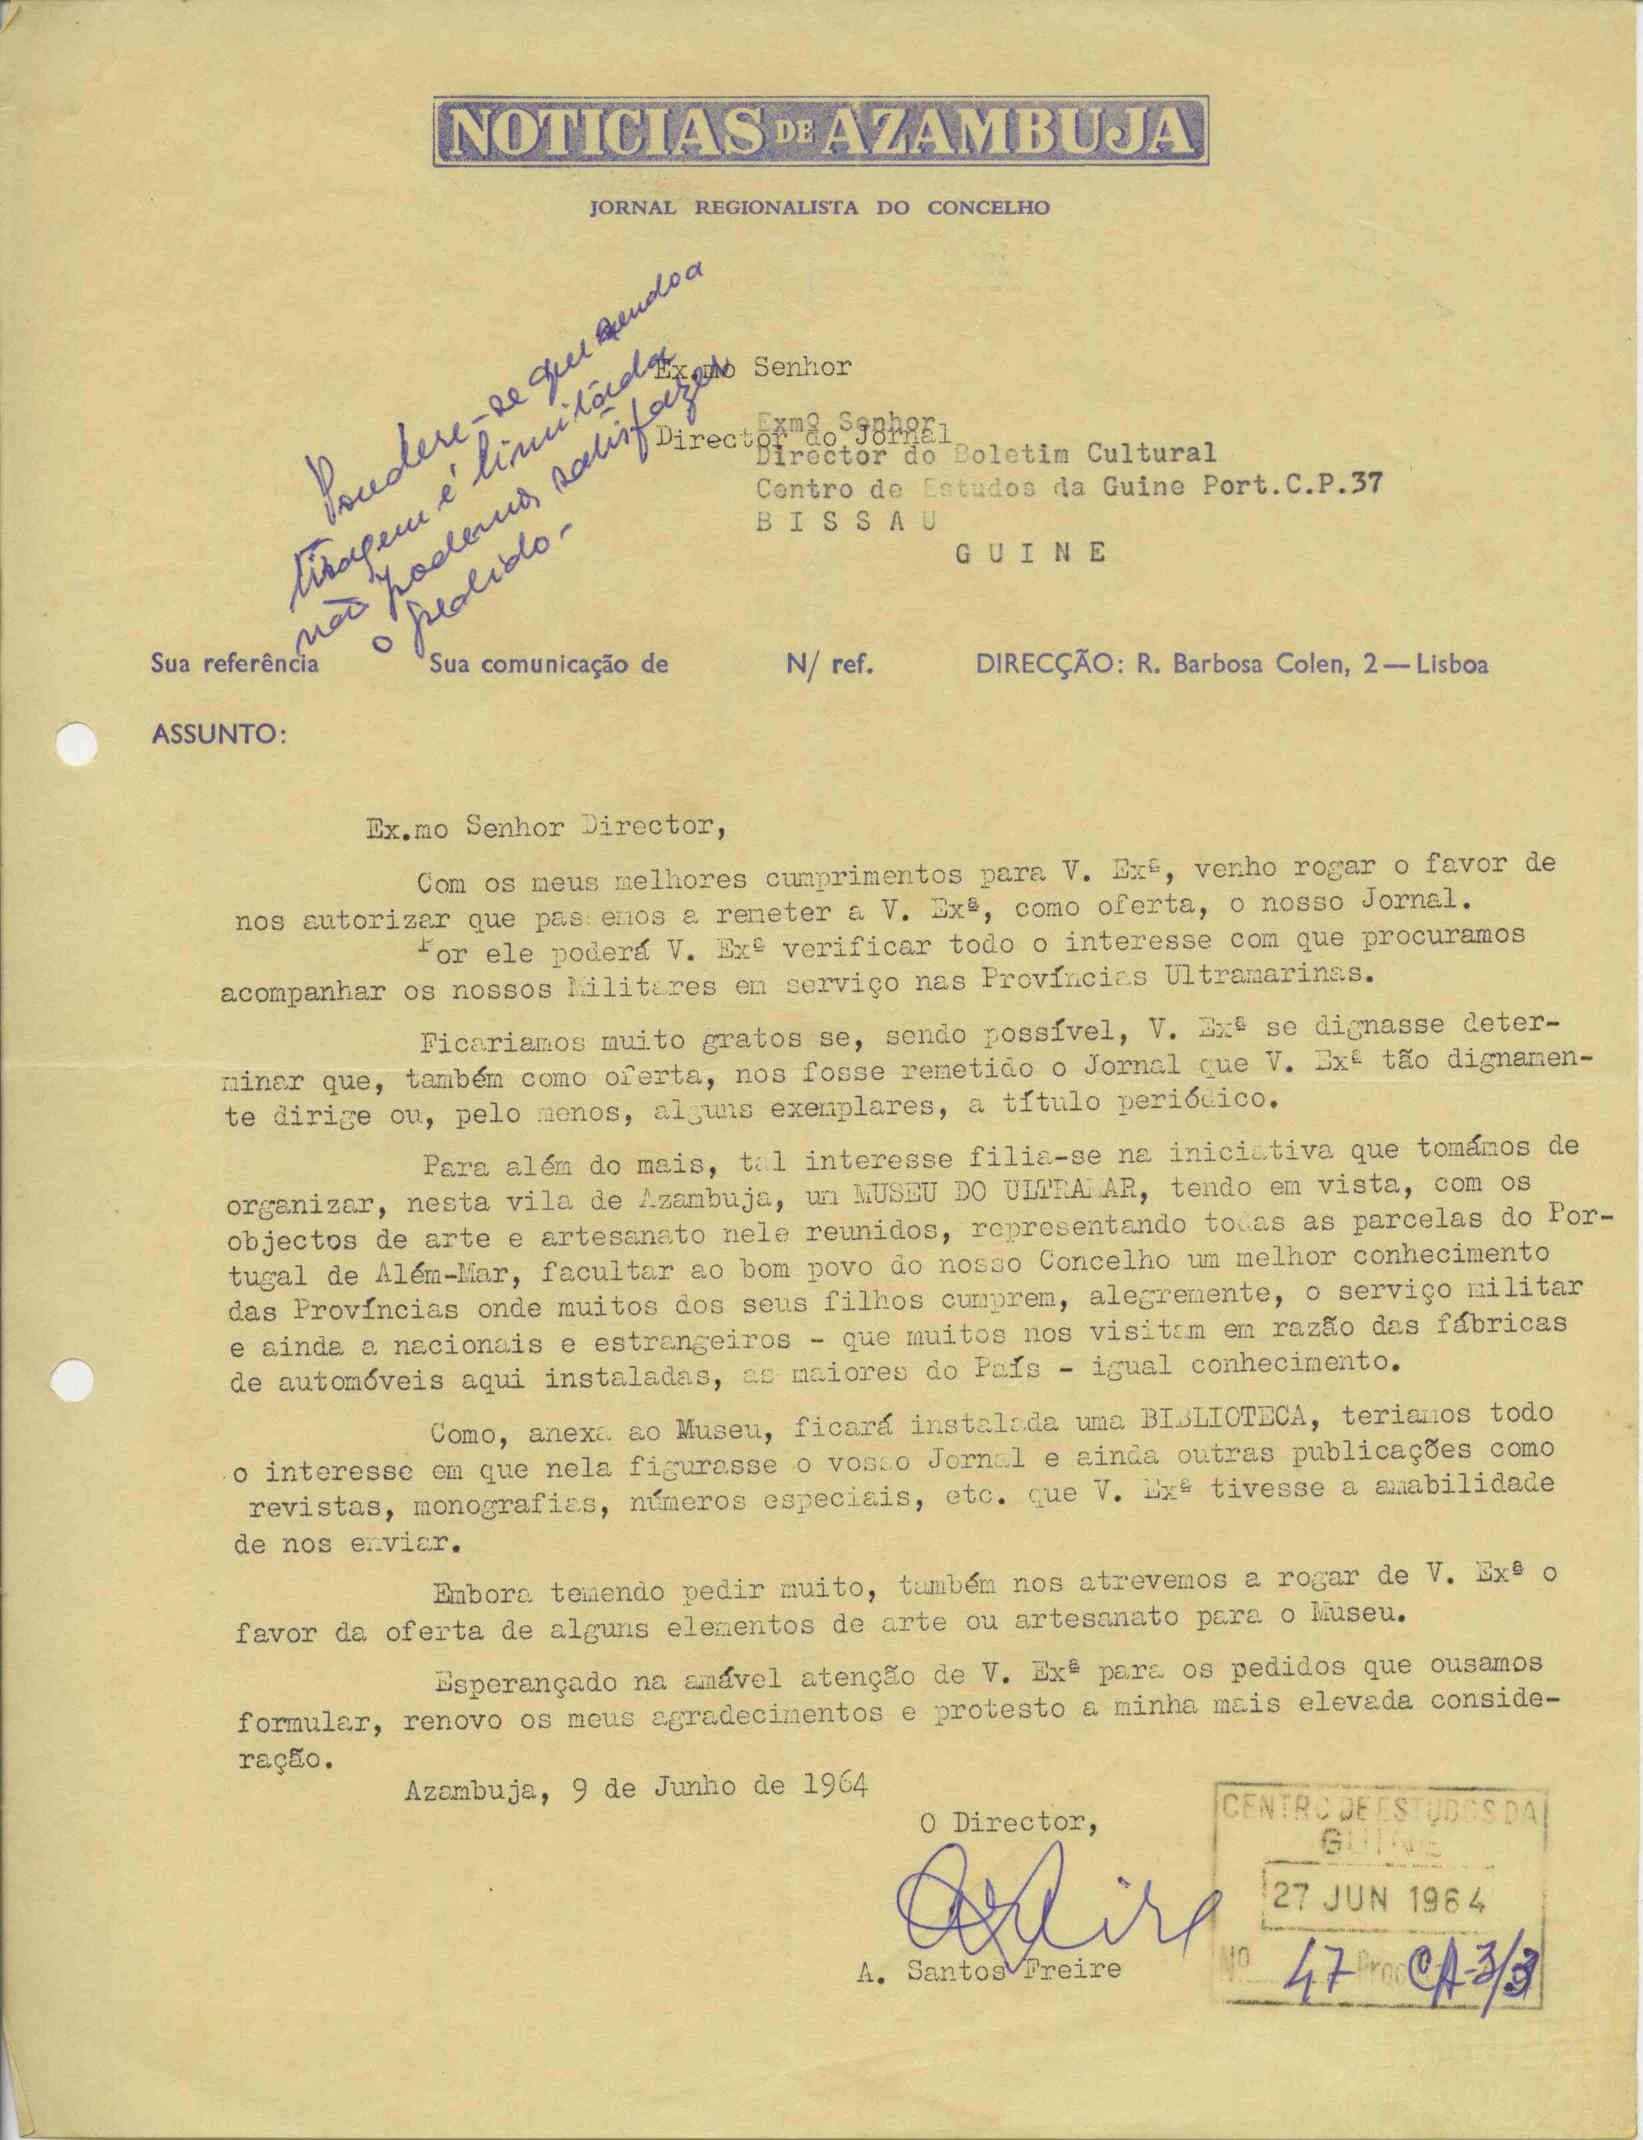 NOTICIAS DE AZAMBUJA
JORNAL REGIONALISTA DO CONCELHO
Pondere-se que sendo a
tiragem é limitada
não podemos satisfazer
o pedido.-
Ex.mo Senhor
Director do Jornal
Exmº Senhor
Director do Boletim Cultural
Centro de Estudos da Guine Port.C.P.37
B I S S A U
G U I N E
Sua referência Sua comunicação de N/ ref. DIRECÇÃO: R. Barbosa Colen, 2 — Lisboa
ASSUNTO:
Ex.mo Senhor Director,
Com os meus melhores cumprimentos para V. Exª, venho rogar o favor de
nos autorizar que passemos a remeter a V. Exª, como oferta, o nosso Jornal.
Por ele poderá V. Exª verificar todo o interesse com que procuramos
acompanhar os nossos Militares em serviço nas Províncias Ultramarinas.
Ficariamos muito gratos se, sendo possível, V. Exª se dignasse deter-
minar que, também como oferta, nos fosse remetido o Jornal que V. Exª tão dignamen-
te dirige ou, pelo menos, alguns exemplares, a título periódico.
Para além do mais, tal interesse filia-se na iniciativa que tomámos de
organizar, nesta vila de Azambuja, um MUSEU DO ULTRAMAR, tendo em vista, com os
objectos de arte e artesanato nele reunidos, representando todas as parcelas do Por-
tugal de Além-Mar, facultar ao bom povo do nosso Concelho um melhor conhecimento
das Províncias onde muitos dos seus filhos cumprem, alegremente, o serviço militar
e ainda a nacionais e estrangeiros - que muitos nos visitam em razão das fábricas
de automóveis aqui instaladas, as maiores do País - igual conhecimento.
Como, anexa ao Museu, ficará instalada uma BIBLIOTECA, teriamos todo
o interesse em que nela figurasse o vosso Jornal e ainda outras publicações como
revistas, monografias, números especiais, etc. que V. Exª tivesse a amabilidade
de nos enviar.
Embora temendo pedir muito, também nos atrevemos a rogar de V. Exª o
favor da oferta de alguns elementos de arte ou artesanato para o Museu.
Esperançado na amável atenção de V. Exª para os pedidos que ousamos
formular, renovo os meus agradecimentos e protesto a minha mais elevada conside-
ração.
Azambuja, 9 de Junho de 1964
O Director,
A. Santos Freire
CENTRO DE ESTUDOS DA
GUINÉ
27 JUN 1964
Nº 47 Proc. CA-3/3